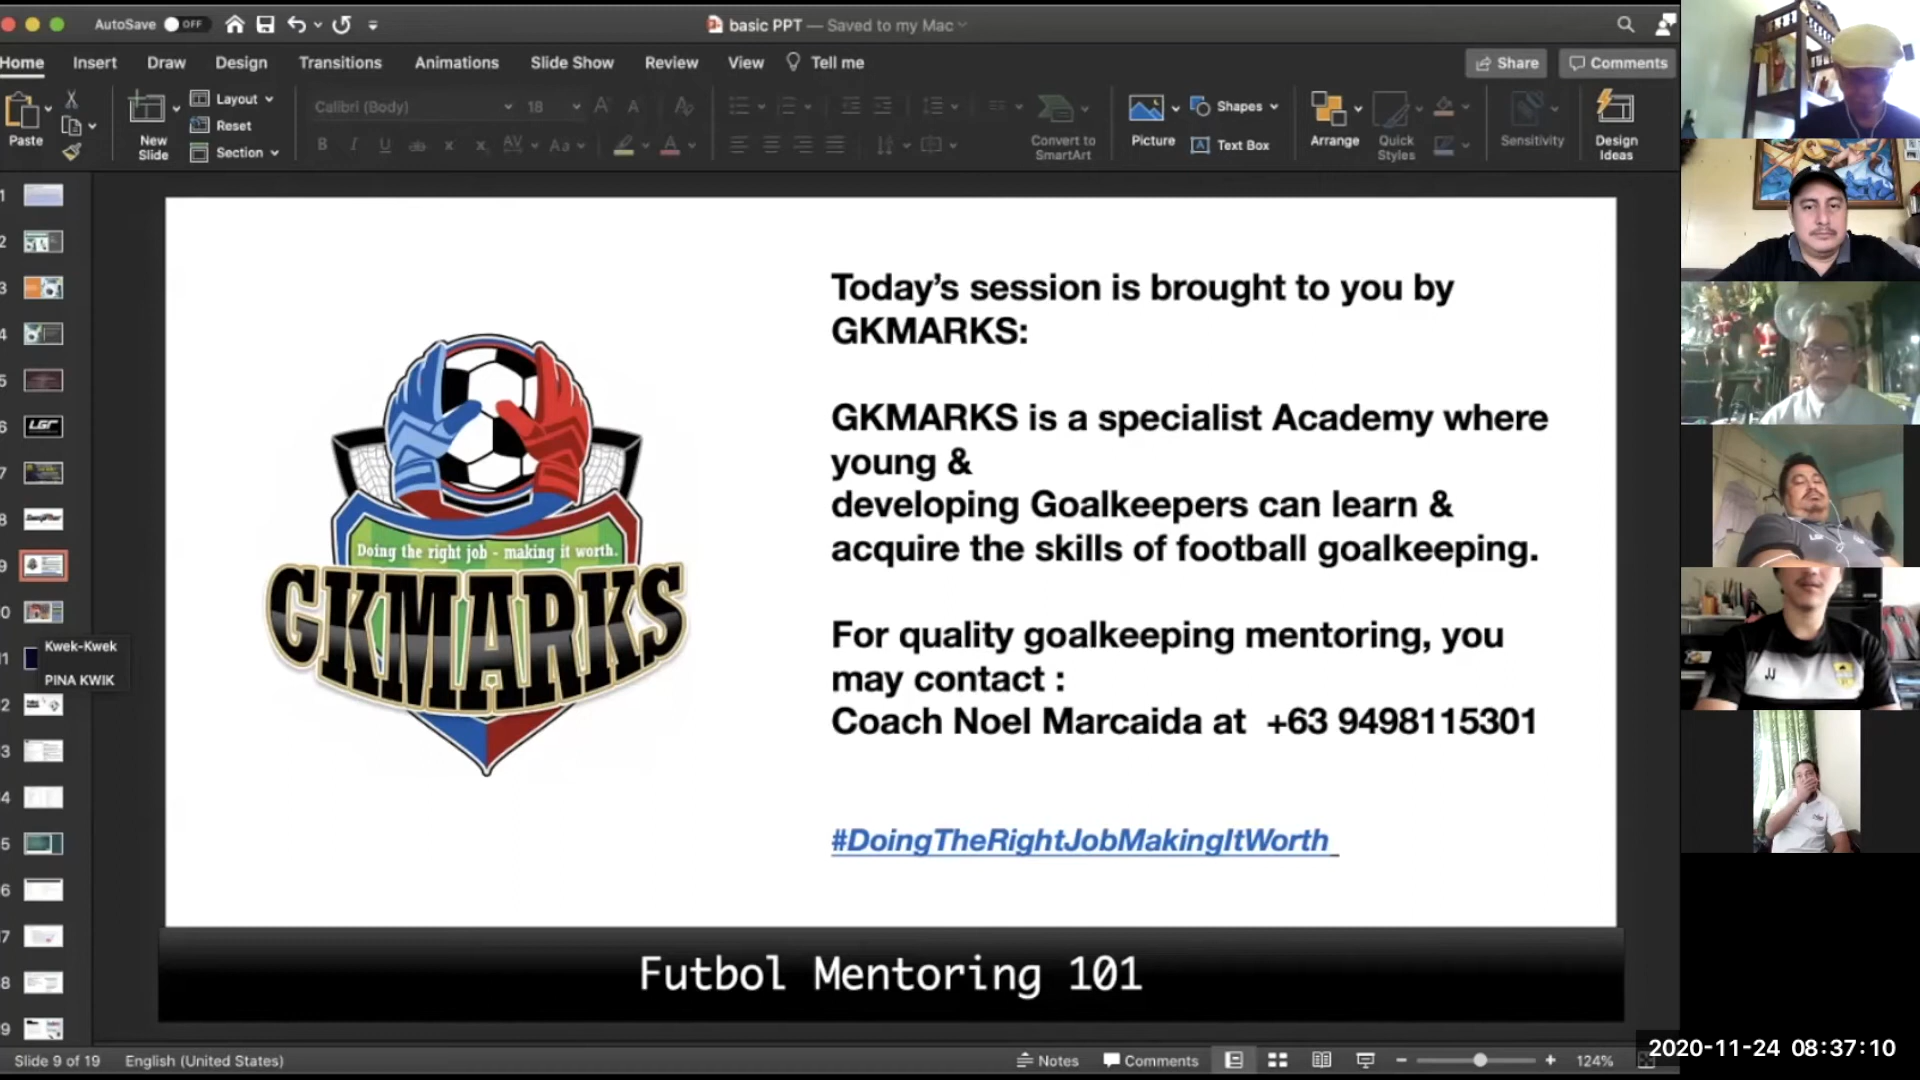 AutoSave OFF
basic PPT — Saved to my Mac
Home Insert Draw Design Transitions Animations Slide Show Review View Tell me
Share Comments
Paste
New Slide
Layout
Reset
Section
Calibri (Body) 18
Convert to SmartArt
Picture
Shapes
Text Box
Arrange
Quick Styles
Sensitivity
Design Ideas
Today's session is brought to you by
GKMARKS:
GKMARKS is a specialist Academy where
young &
developing Goalkeepers can learn &
acquire the skills of football goalkeeping.
For quality goalkeeping mentoring, you
may contact :
Coach Noel Marcaida at +63 9498115301
#DoingTheRightJobMakingItWorth
Doing the right job - making it worth.
GKMARKS
Kwek-Kwek
PINA KWIK
Futbol Mentoring 101
JJ
Slide 9 of 19 English (United States)
Notes Comments 124%
2020-11-24 08:37:10